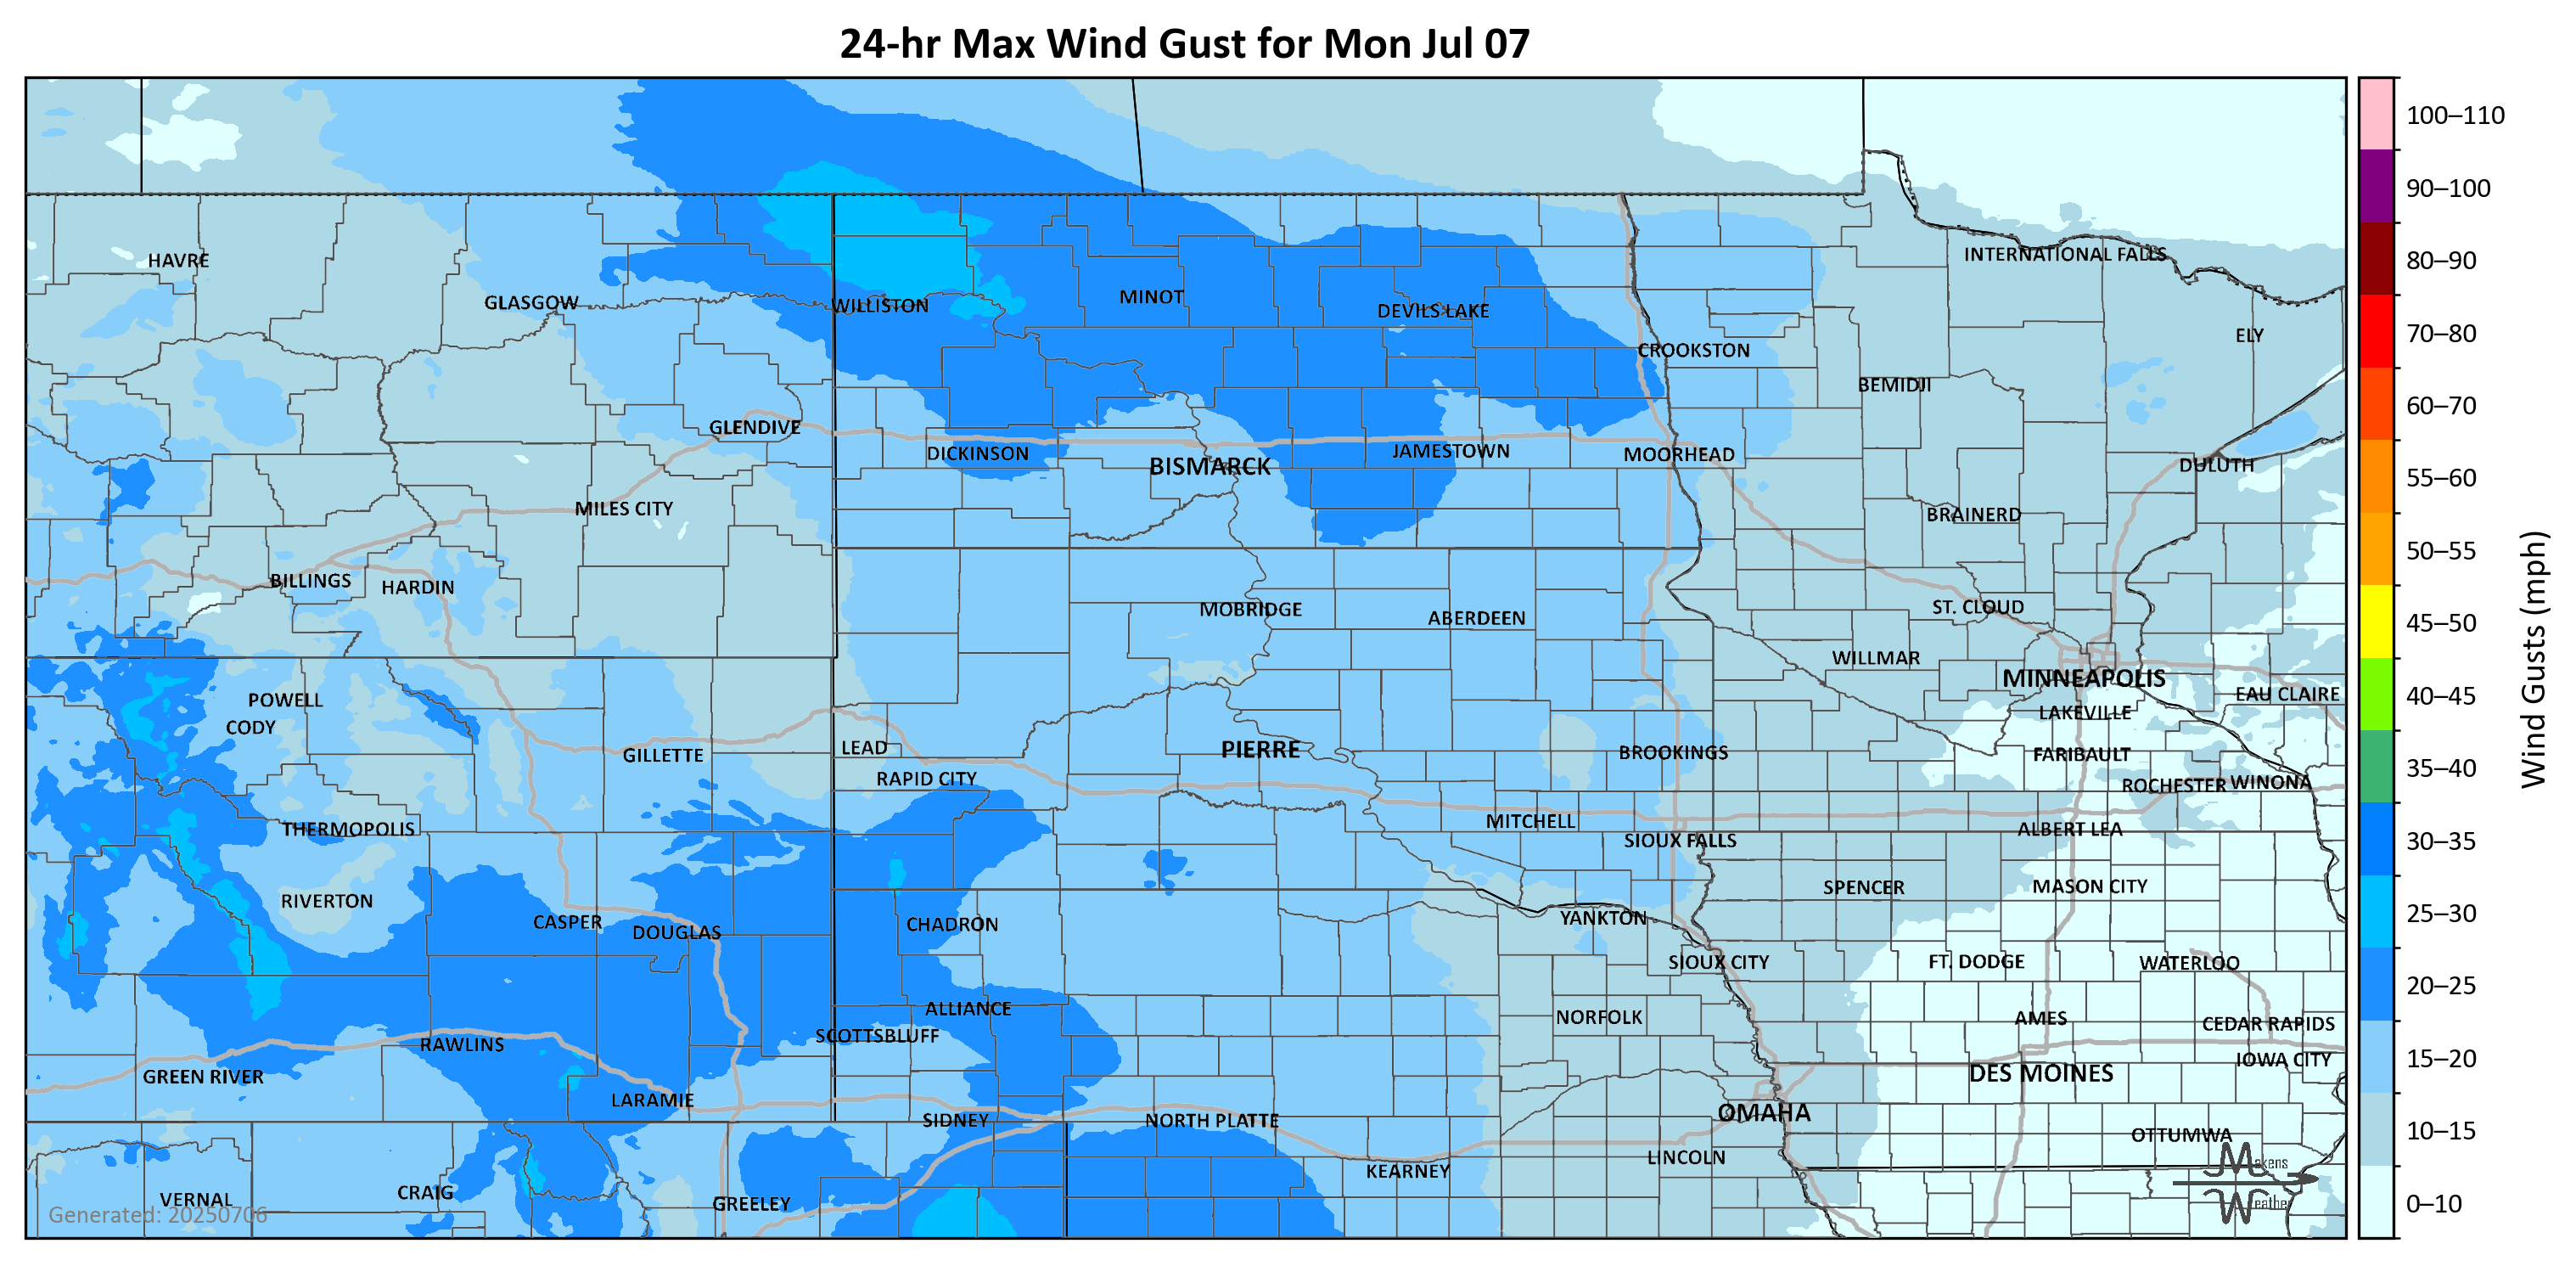 24-hr Max Wind Gust for Mon Jul 07
100–110
90–100
80–90
70–80
60–70
55–60
50–55
45–50
40–45
35–40
30–35
25–30
20–25
15–20
10–15
0–10
Wind Gusts (mph)
HAVRE
GLASGOW
WILLISTON
MINOT
DEVILS LAKE
CROOKSTON
INTERNATIONAL FALLS
ELY
BEMIDJI
GLENDIVE
DICKINSON
BISMARCK
JAMESTOWN
MOORHEAD
DULUTH
MILES CITY
BRAINERD
BILLINGS
HARDIN
MOBRIDGE
ABERDEEN
ST. CLOUD
WILLMAR
MINNEAPOLIS
EAU CLAIRE
LAKEVILLE
POWELL
CODY
GILLETTE
LEAD
RAPID CITY
PIERRE
BROOKINGS
FARIBAULT
ROCHESTER
WINONA
THERMOPOLIS
MITCHELL
SIOUX FALLS
ALBERT LEA
RIVERTON
CASPER
DOUGLAS
CHADRON
YANKTON
SPENCER
MASON CITY
SIOUX CITY
FT. DODGE
WATERLOO
ALLIANCE
SCOTTSBLUFF
NORFOLK
AMES
CEDAR RAPIDS
RAWLINS
GREEN RIVER
IOWA CITY
DES MOINES
LARAMIE
SIDNEY
NORTH PLATTE
OMAHA
OTTUMWA
LINCOLN
KEARNEY
VERNAL
CRAIG
GREELEY
Makens
Weather
Generated: 20250706